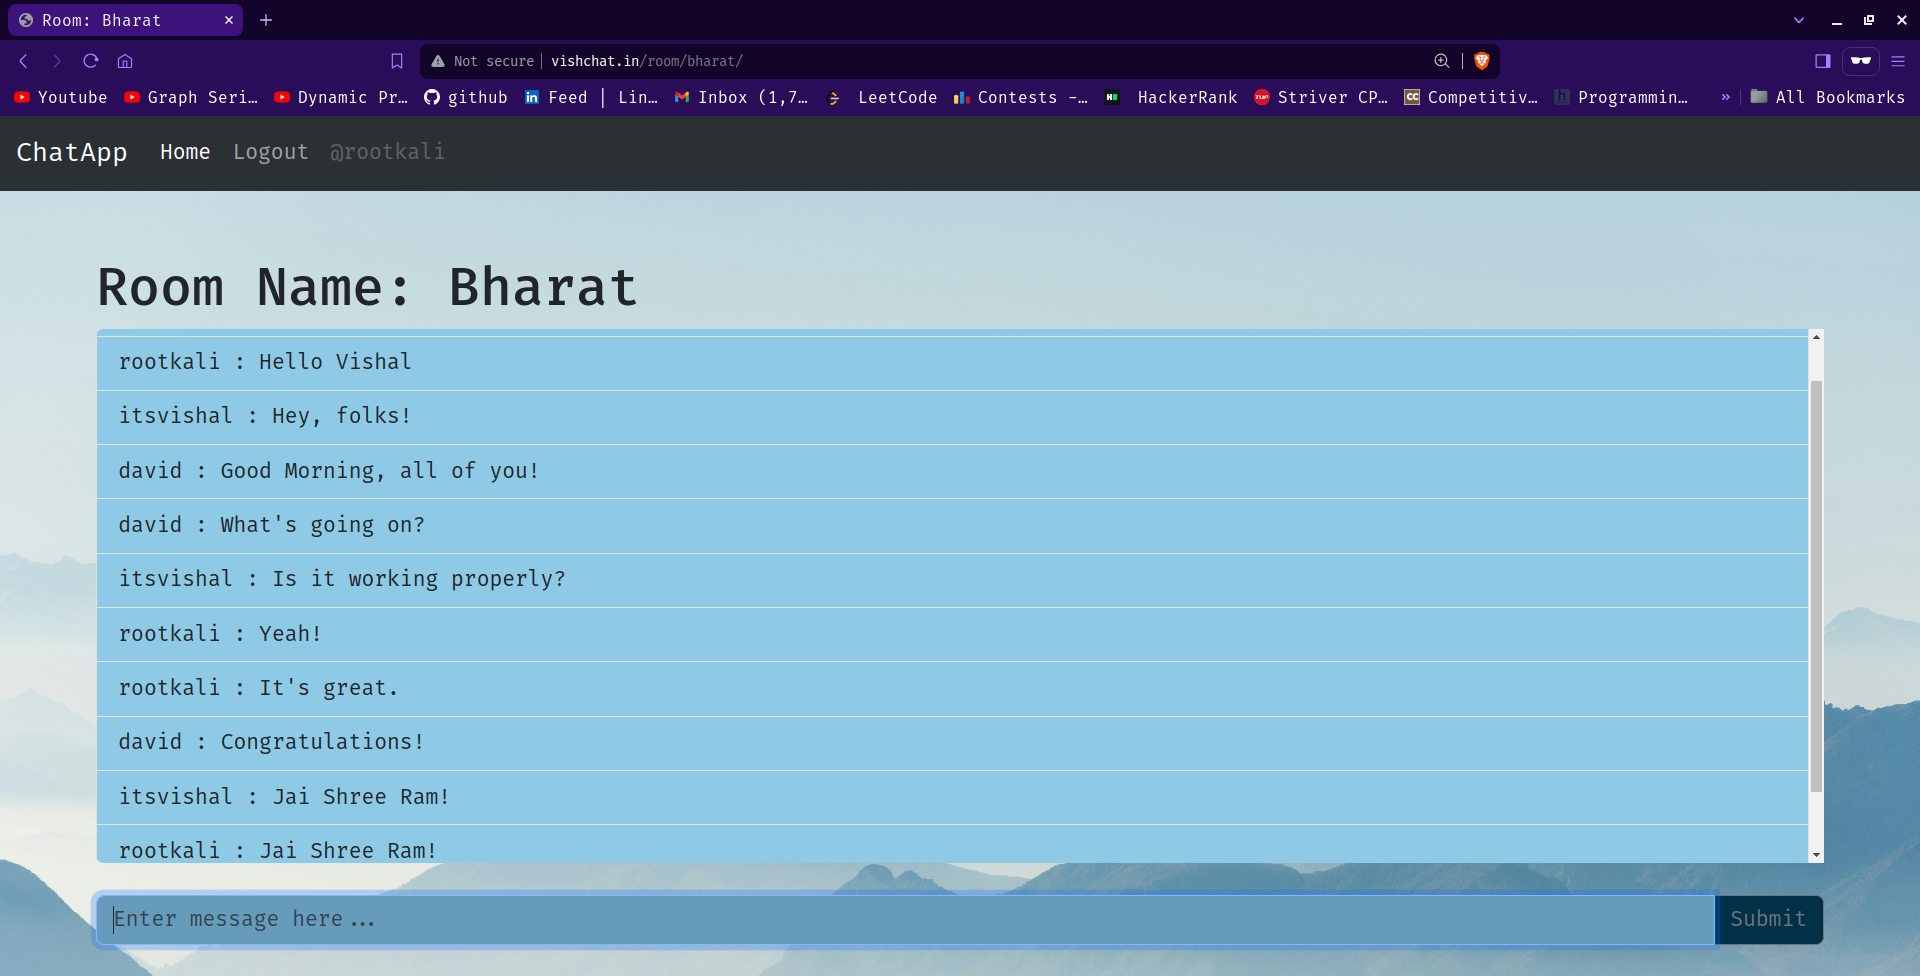 Room: Bharat
Not secure vishchat.in/room/bharat/
Youtube Graph Seri… Dynamic Pr… github Feed | Lin… Inbox (1,7… LeetCode Contests -… HackerRank Striver CP… Competitiv… Programmin… » All Bookmarks
ChatApp Home Logout @rootkali
Room Name: Bharat
rootkali : Hello Vishal
itsvishal : Hey, folks!
david : Good Morning, all of you!
david : What's going on?
itsvishal : Is it working properly?
rootkali : Yeah!
rootkali : It's great.
david : Congratulations!
itsvishal : Jai Shree Ram!
rootkali : Jai Shree Ram!
Enter message here... Submit